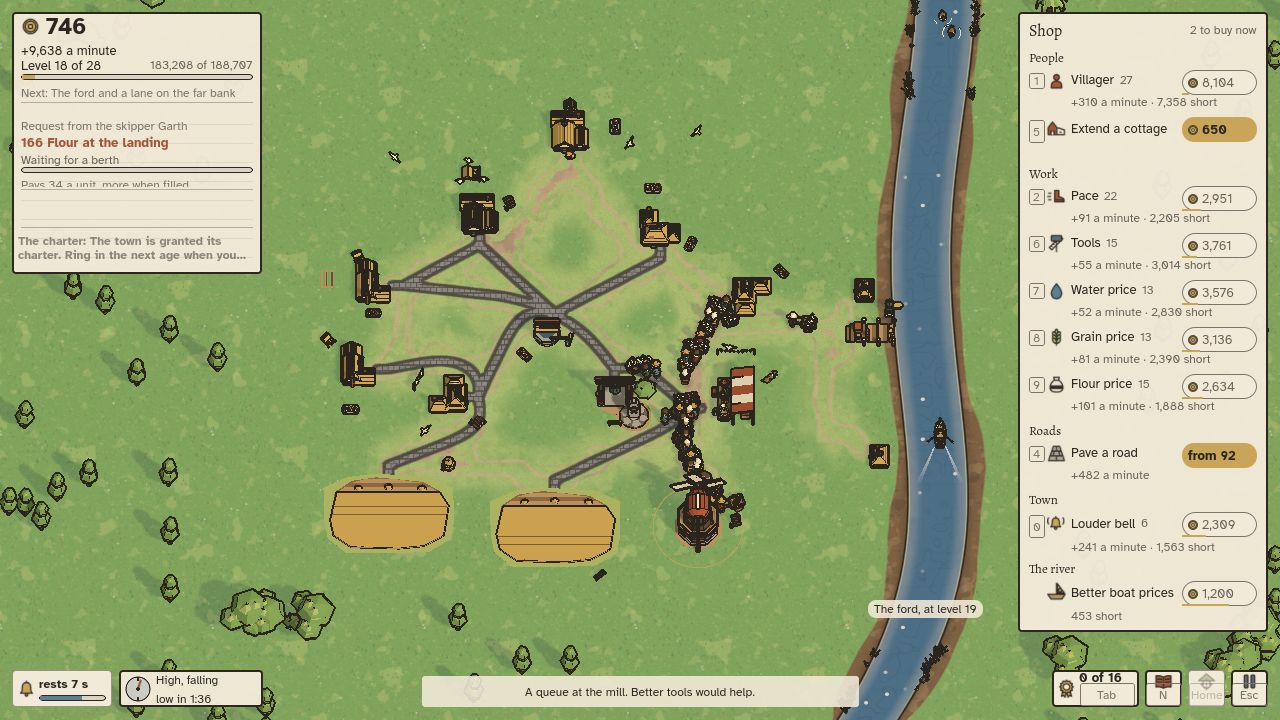 746
+9,638 a minute
Level 18 of 28
183,208 of 188,707
Next: The ford and a lane on the far bank
Request from the skipper Garth
166 Flour at the landing
Waiting for a berth
Pays 34 a unit, more when filled
The charter: The town is granted its
charter. Ring in the next age when you...
Shop
2 to buy now
People
1 Villager 27 8,104
+310 a minute · 7,358 short
5 Extend a cottage 650
Work
2 Pace 22 2,951
+91 a minute · 2,205 short
6 Tools 15 3,761
+55 a minute · 3,014 short
7 Water price 13 3,576
+52 a minute · 2,830 short
8 Grain price 13 3,136
+81 a minute · 2,390 short
9 Flour price 15 2,634
+101 a minute · 1,888 short
Roads
4 Pave a road from 92
+482 a minute
Town
0 Louder bell 6 2,309
+241 a minute · 1,563 short
The river
Better boat prices 1,200
453 short
The ford, at level 19
rests 7 s
High, falling
low in 1:36
A queue at the mill. Better tools would help.
0 of 16
Tab
N
Home
Esc